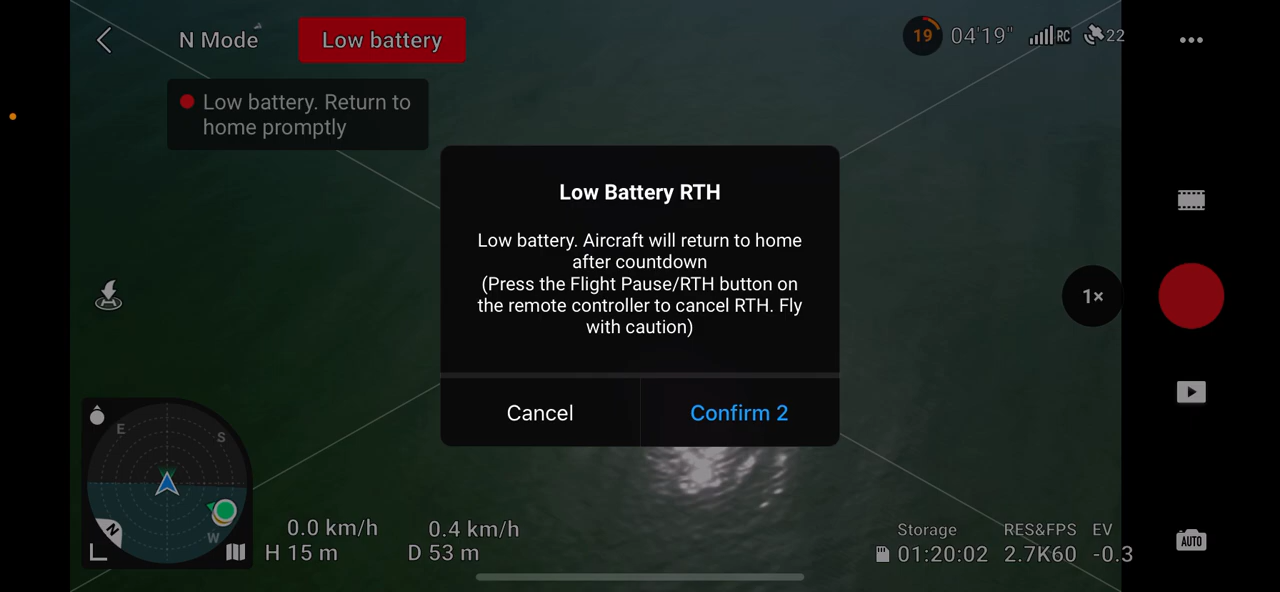 N Mode
Low battery
19
04'19"
RC
22
Low battery. Return to
home promptly
Low Battery RTH
Low battery. Aircraft will return to home
after countdown
(Press the Flight Pause/RTH button on
the remote controller to cancel RTH. Fly
with caution)
1×
Cancel
Confirm 2
E
S
N
W
0.0 km/h
0.4 km/h
H 15 m
D 53 m
Storage
RES&FPS
EV
01:20:02
2.7K60
-0.3
AUTO